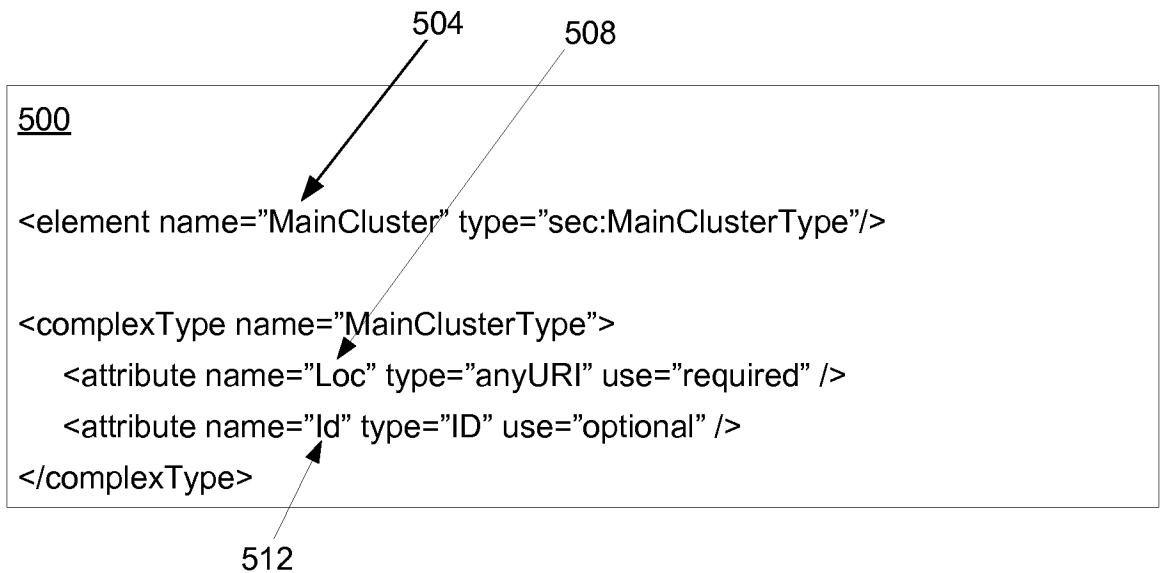 504
508
500
<element name=”MainCluster” type=”sec:MainClusterType”/>
<complexType name=”MainClusterType”>
<attribute name=”Loc” type=”anyURI” use=”required” />
<attribute name=”Id” type=”ID” use=”optional” />
</complexType>
512